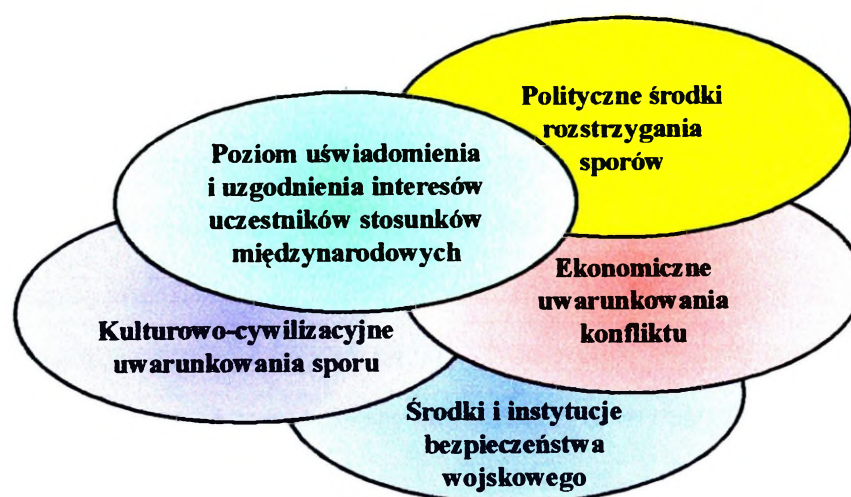 Polityczne środki
rozstrzygania
sporów
Poziom uświadomienia
i uzgodnienia interesów
uczestników stosunków
międzynarodowych
Ekonomiczne
uwarunkowania
konfliktu
Kulturowo-cywilizacyjne
uwarunkowania sporu
Środki i instytucje
bezpieczeństwa
wojskowego